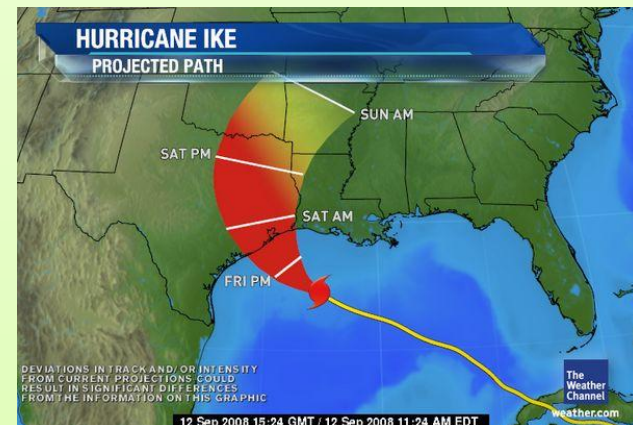 HURRICANE IKE
PROJECTED PATH
SUN AM
SAT PM
SAT AM
FRI PM
DEVIATIONS IN TRACK AND/OR INTENSITY
FROM CURRENT PROJECTIONS COULD
RESULT IN SIGNIFICANT DIFFERENCES
FROM THE INFORMATION ON THIS GRAPHIC
The
Weather
Channel
weather.com
12 Sep 2008 15:24 GMT / 12 Sep 2008 11:24 AM EDT